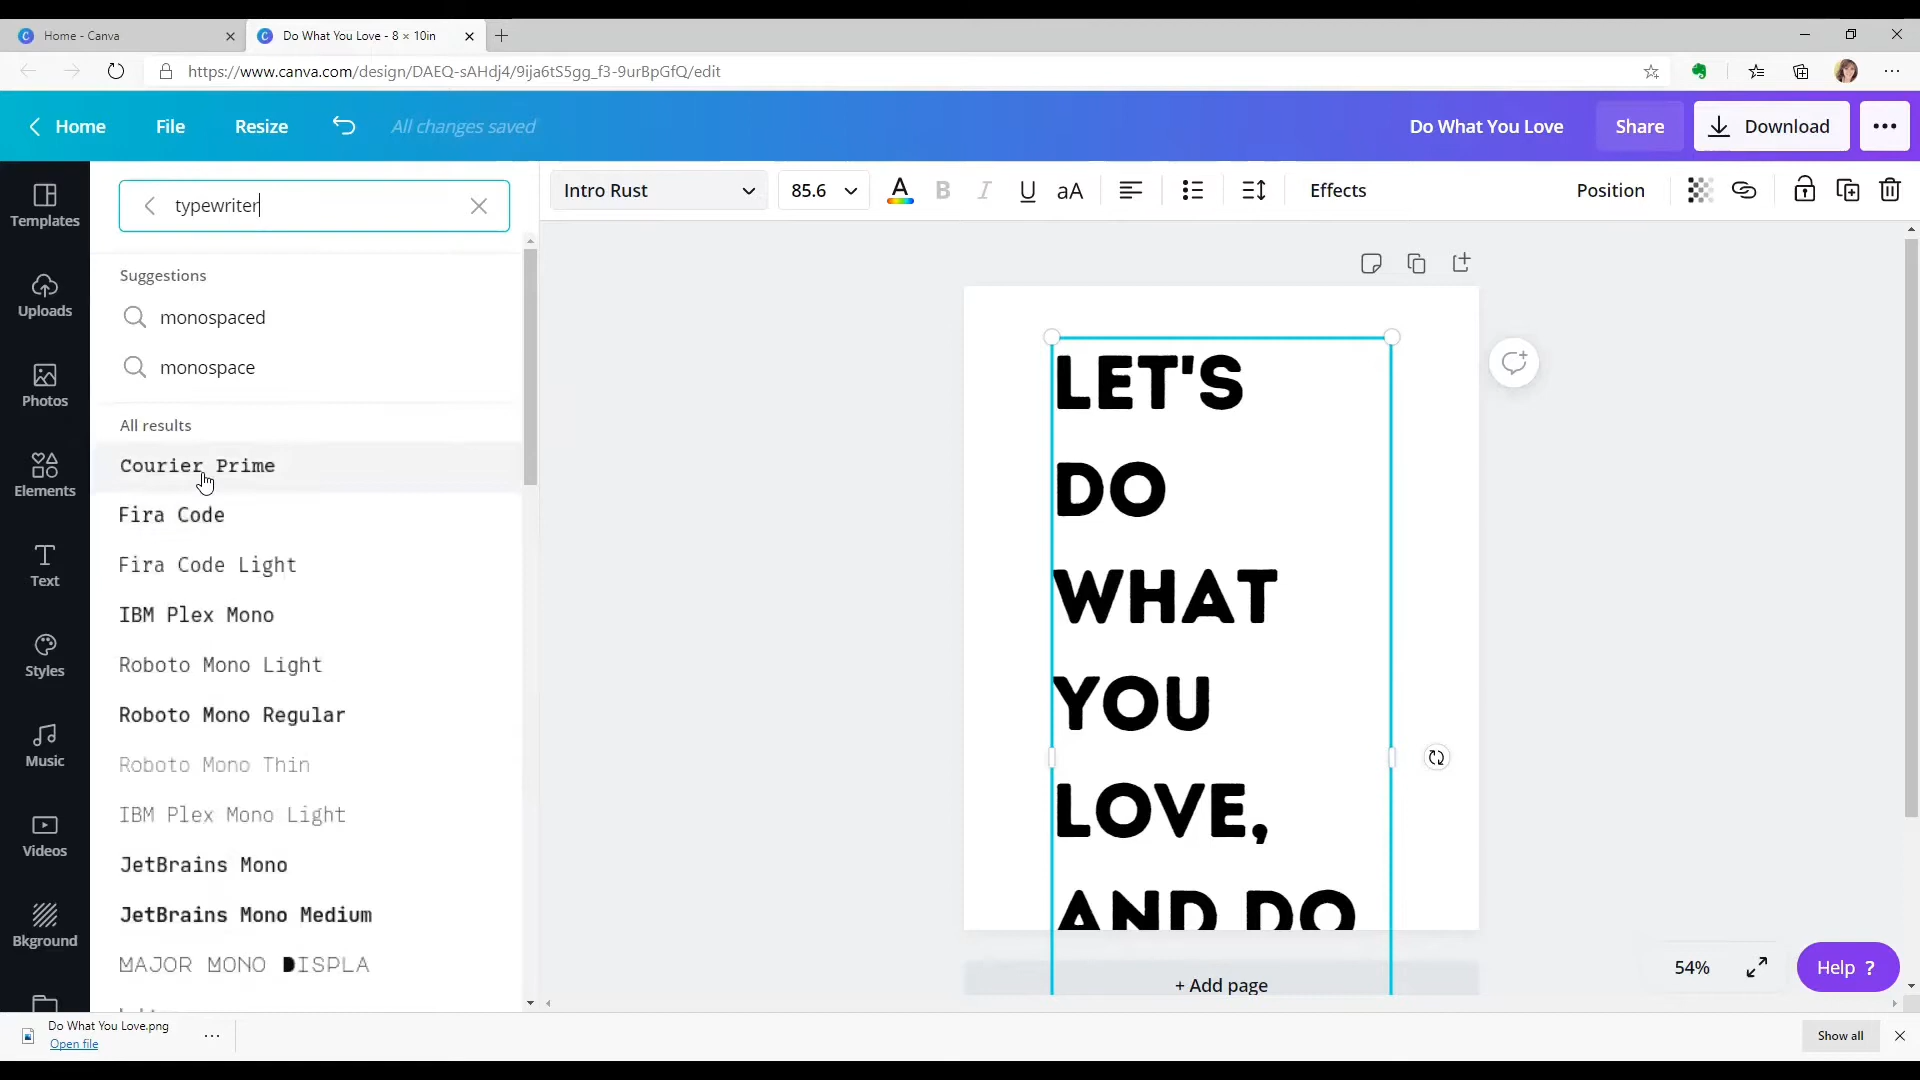 Home - Canva
Do What You Love - 8 × 10in
https://www.canva.com/design/DAEQ-sAHdj4/9ija6tS5gg_f3-9urBpGfQ/edit
Home
File
Resize
All changes saved
Do What You Love
Share
Download
typewriter
Intro Rust
85.6
A
B
I
U
aA
Effects
Position
Templates
Uploads
Photos
Elements
Text
Styles
Music
Videos
Bkground
Suggestions
monospaced
monospace
All results
Courier Prime
Fira Code
Fira Code Light
IBM Plex Mono
Roboto Mono Light
Roboto Mono Regular
Roboto Mono Thin
IBM Plex Mono Light
JetBrains Mono
JetBrains Mono Medium
MAJOR MONO DISPLA
LET'S
DO
WHAT
YOU
LOVE,
AND DO
+ Add page
54%
Help ?
Do What You Love.png
Open file
Show all